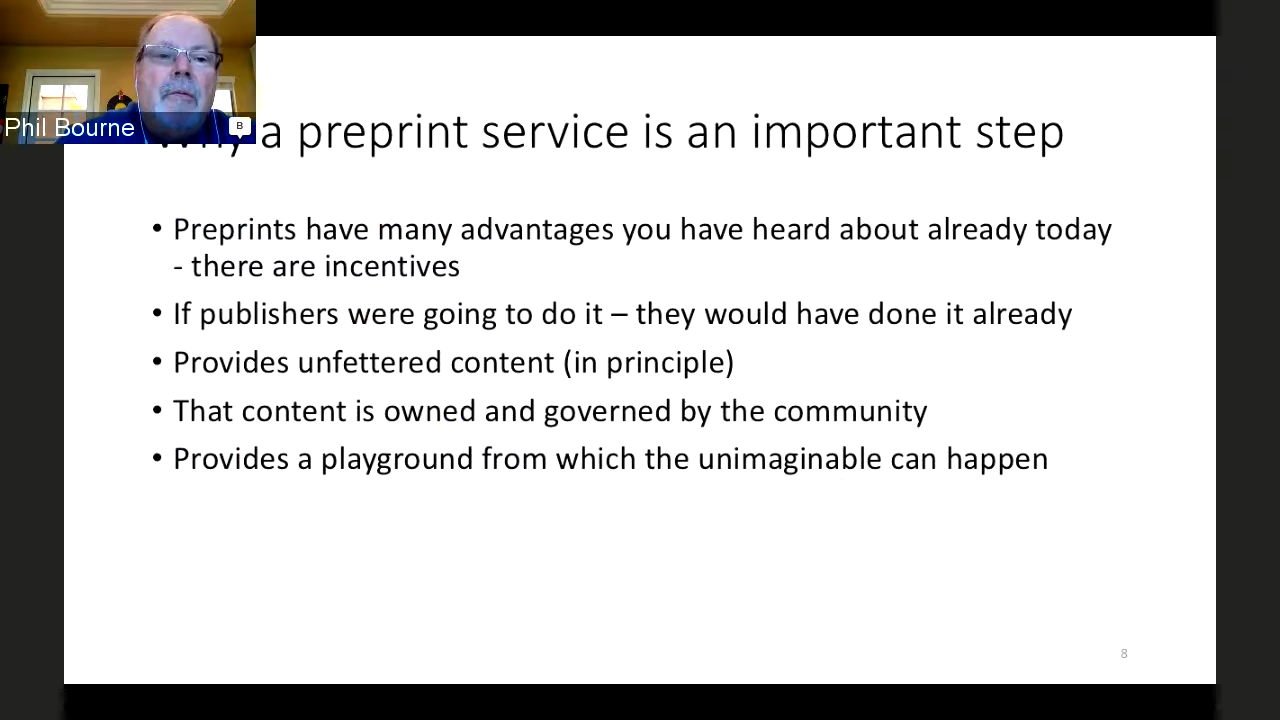 Phil Bourne
B
Why a preprint service is an important step
• Preprints have many advantages you have heard about already today
- there are incentives
• If publishers were going to do it – they would have done it already
• Provides unfettered content (in principle)
• That content is owned and governed by the community
• Provides a playground from which the unimaginable can happen
8